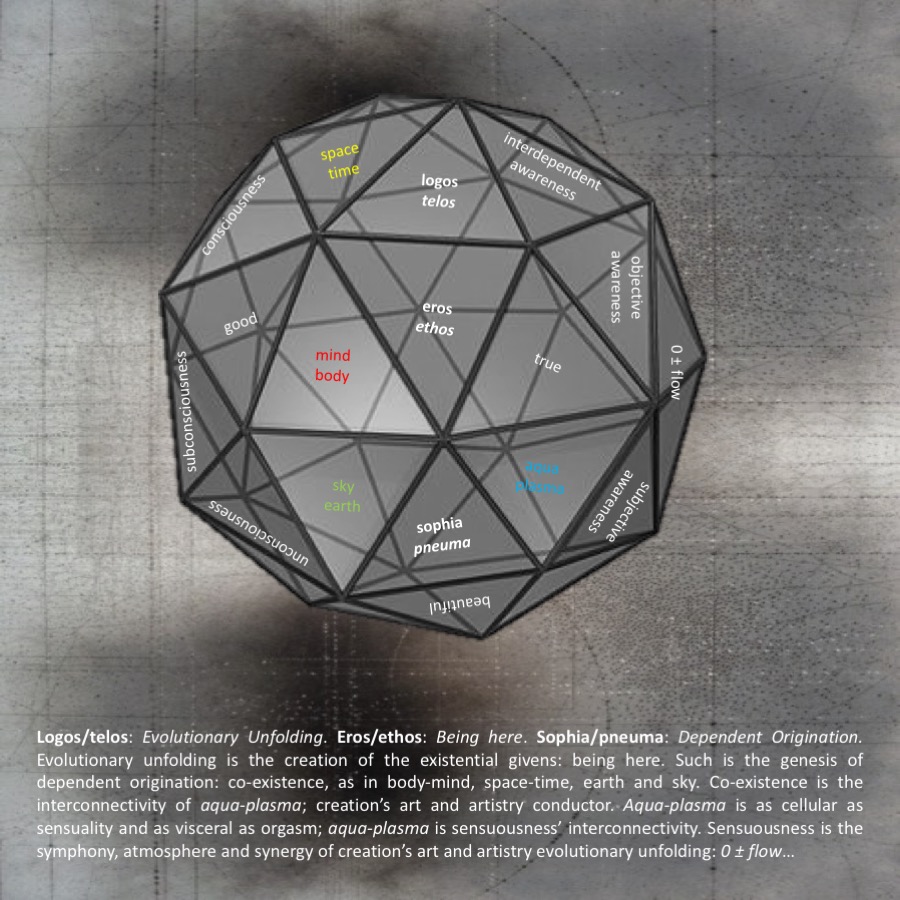 space
time
logos
telos
interdependent
awareness
consciousness
objective
awareness
good
eros
ethos
mind
body
true
0 ± flow
subconsciousness
sky
earth
aqua
plasma
subjective
awareness
unconsciousness
sophia
pneuma
beautiful
Logos/telos: Evolutionary Unfolding. Eros/ethos: Being here. Sophia/pneuma: Dependent Origination.
Evolutionary unfolding is the creation of the existential givens: being here. Such is the genesis of
dependent origination: co-existence, as in body-mind, space-time, earth and sky. Co-existence is the
interconnectivity of aqua-plasma; creation’s art and artistry conductor. Aqua-plasma is as cellular as
sensuality and as visceral as orgasm; aqua-plasma is sensuousness’ interconnectivity. Sensuousness is the
symphony, atmosphere and synergy of creation’s art and artistry evolutionary unfolding: 0 ± flow…